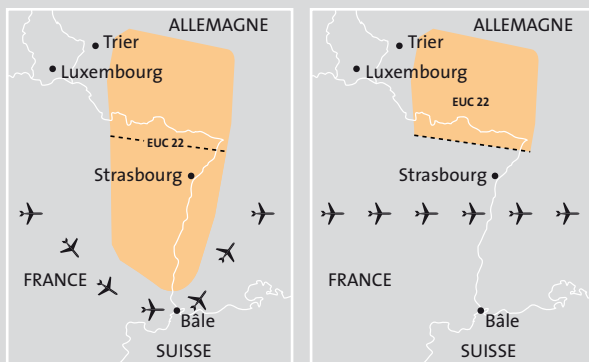 ALLEMAGNE
Trier
Luxembourg
EUC 22
Strasbourg
FRANCE
Bâle
SUISSE
ALLEMAGNE
Trier
Luxembourg
EUC 22
Strasbourg
FRANCE
Bâle
SUISSE